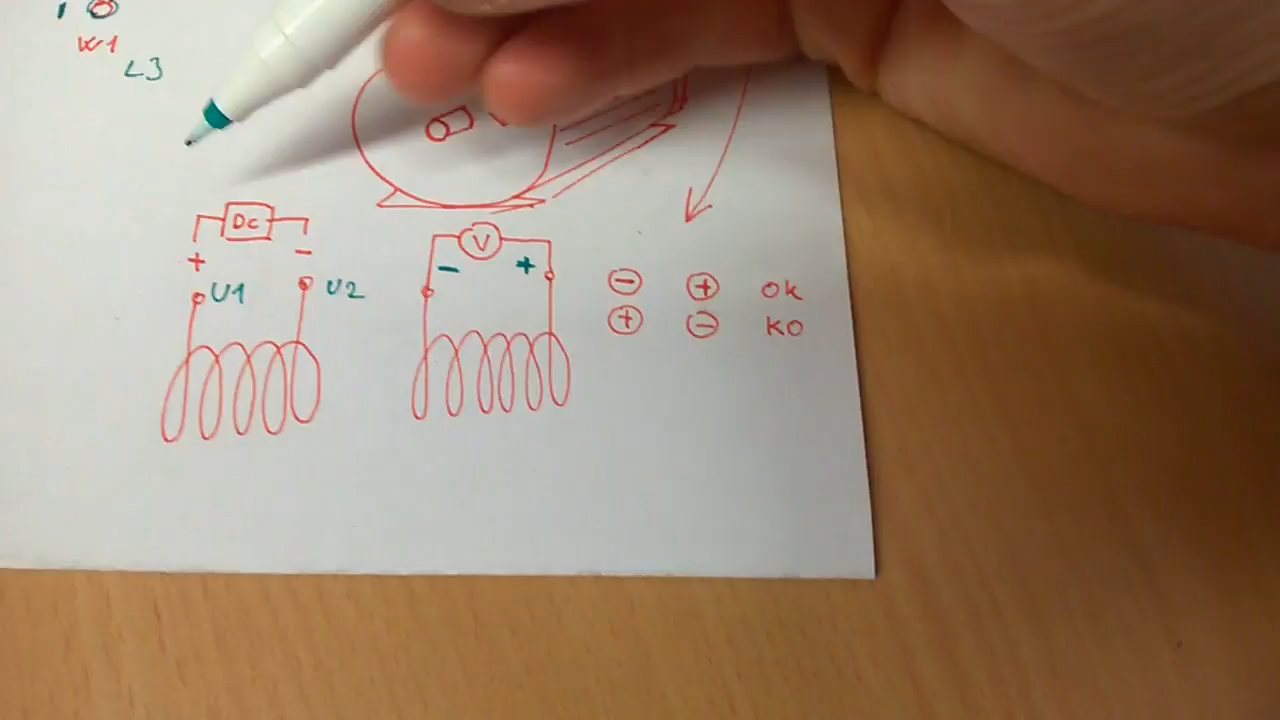 W1
L3
DC
+ -
U1 U2
V
- +
- + OK
+ - KO